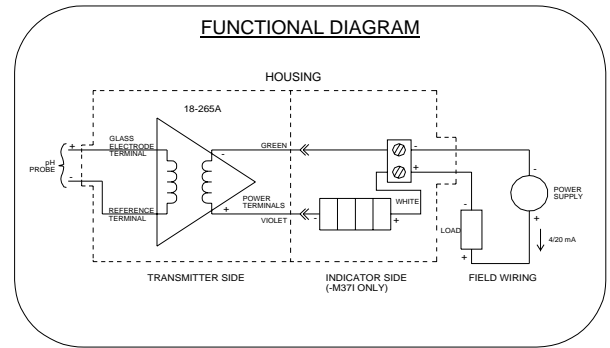 FUNCTIONAL DIAGRAM
HOUSING
18-265A
GLASS
ELECTRODE
TERMINAL
+
pH
PROBE
-
REFERENCE
TERMINAL
-
+
GREEN
POWER
TERMINALS
VIOLET
-
+
WHITE
-
+
-
LOAD
+
-
POWER
SUPPLY
+
4/20 mA
TRANSMITTER SIDE
INDICATOR SIDE
(-M37I ONLY)
FIELD WIRING